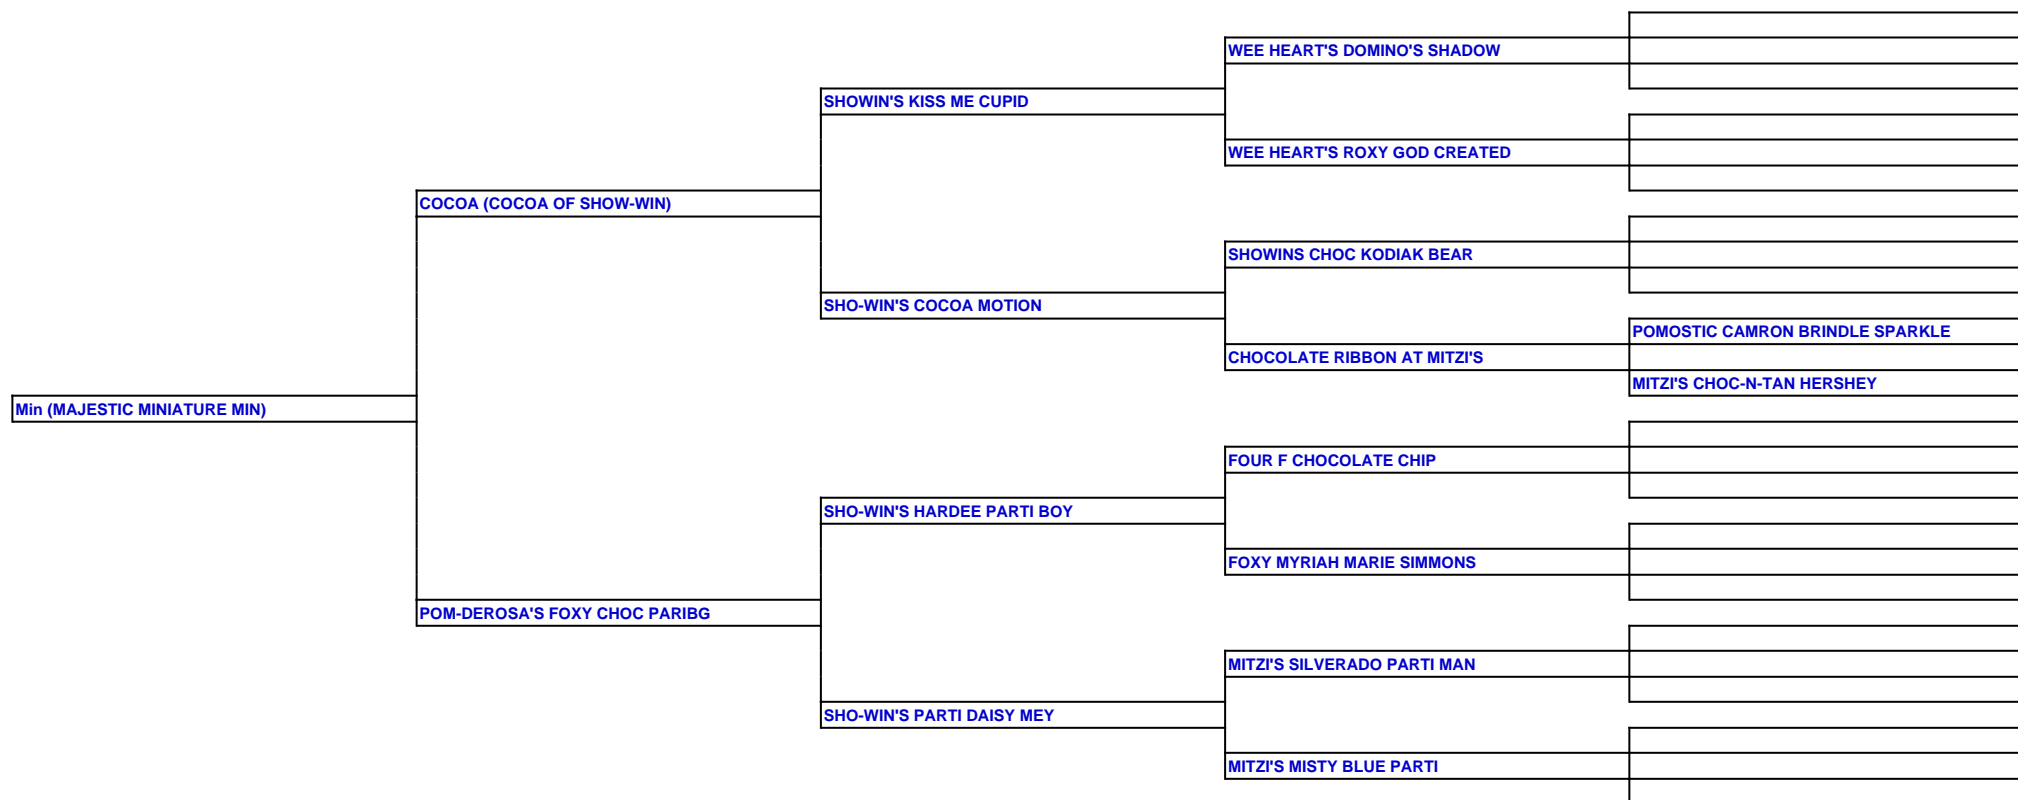 WEE HEART'S DOMINO'S SHADOW
SHOWIN'S KISS ME CUPID
WEE HEART'S ROXY GOD CREATED
COCOA (COCOA OF SHOW-WIN)
SHOWINS CHOC KODIAK BEAR
SHO-WIN'S COCOA MOTION
POMOSTIC CAMRON BRINDLE SPARKLE
CHOCOLATE RIBBON AT MITZI'S
MITZI'S CHOC-N-TAN HERSHEY
Min (MAJESTIC MINIATURE MIN)
FOUR F CHOCOLATE CHIP
SHO-WIN'S HARDEE PARTI BOY
FOXY MYRIAH MARIE SIMMONS
POM-DEROSA'S FOXY CHOC PARIBG
MITZI'S SILVERADO PARTI MAN
SHO-WIN'S PARTI DAISY MEY
MITZI'S MISTY BLUE PARTI